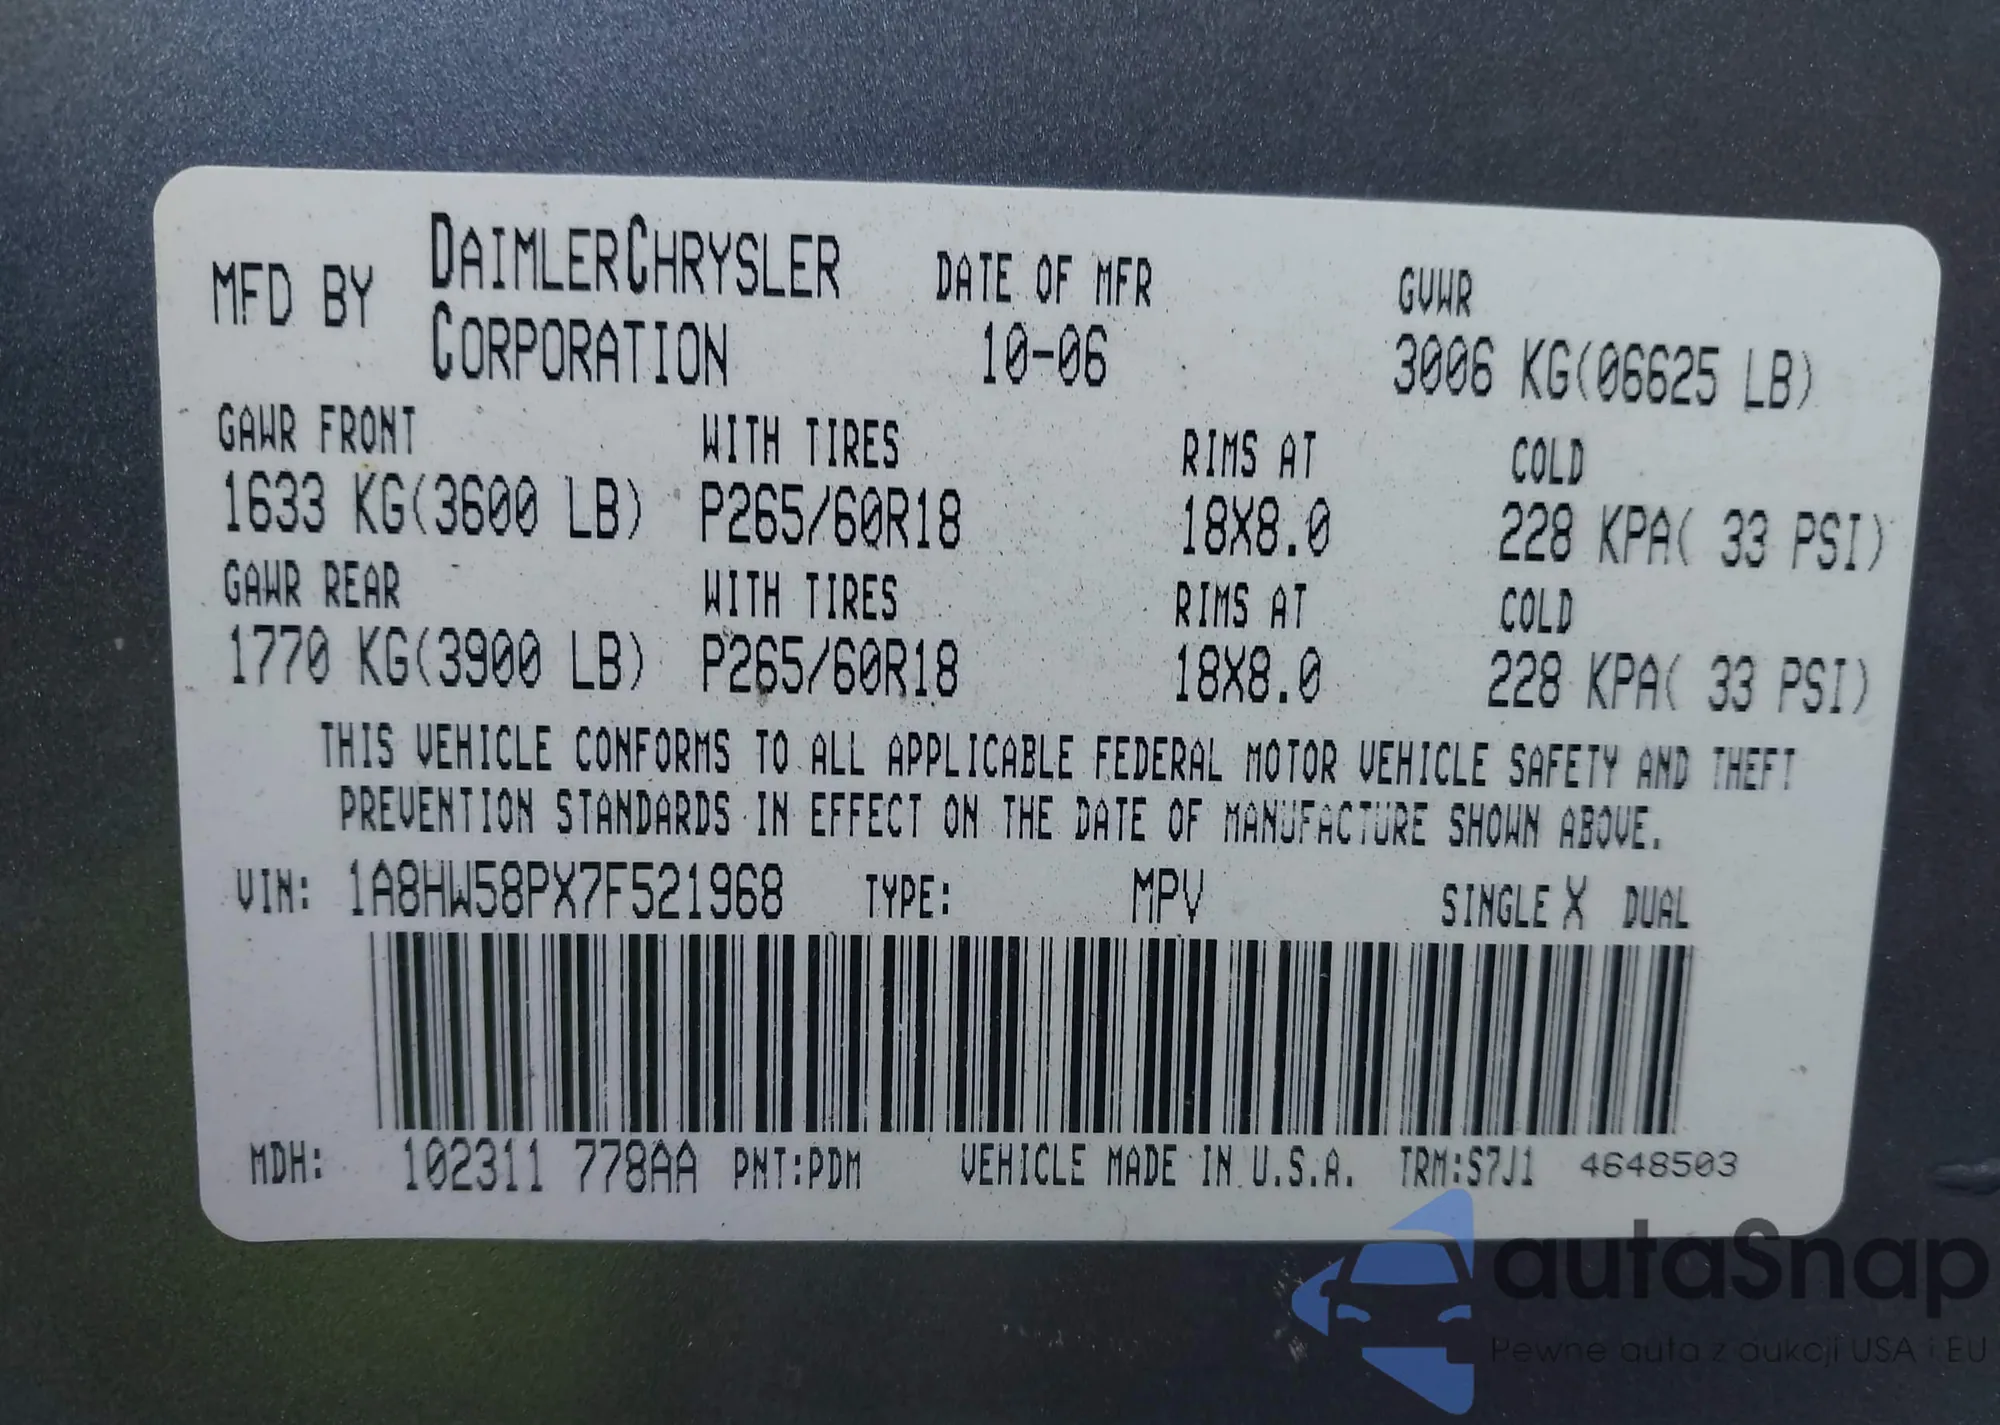 MFD BY DAIMLERCHRYSLER CORPORATION DATE OF MFR 10-06 GVWR 3006 KG(06625 LB)
GAWR FRONT WITH TIRES RIMS AT COLD
1633 KG(3600 LB) P265/60R18 18X8.0 228 KPA( 33 PSI)
GAWR REAR WITH TIRES RIMS AT COLD
1770 KG(3900 LB) P265/60R18 18X8.0 228 KPA( 33 PSI)
THIS VEHICLE CONFORMS TO ALL APPLICABLE FEDERAL MOTOR VEHICLE SAFETY AND THEFT
PREVENTION STANDARDS IN EFFECT ON THE DATE OF MANUFACTURE SHOWN ABOVE.
VIN: 1A8HW58PX7F521968 TYPE: MPV SINGLE X DUAL
MDH: 102311 778AA PNT:PDM VEHICLE MADE IN U.S.A. TRM:S7J1 4648503
autaSnap
Pewne auta z aukcji USA i EU